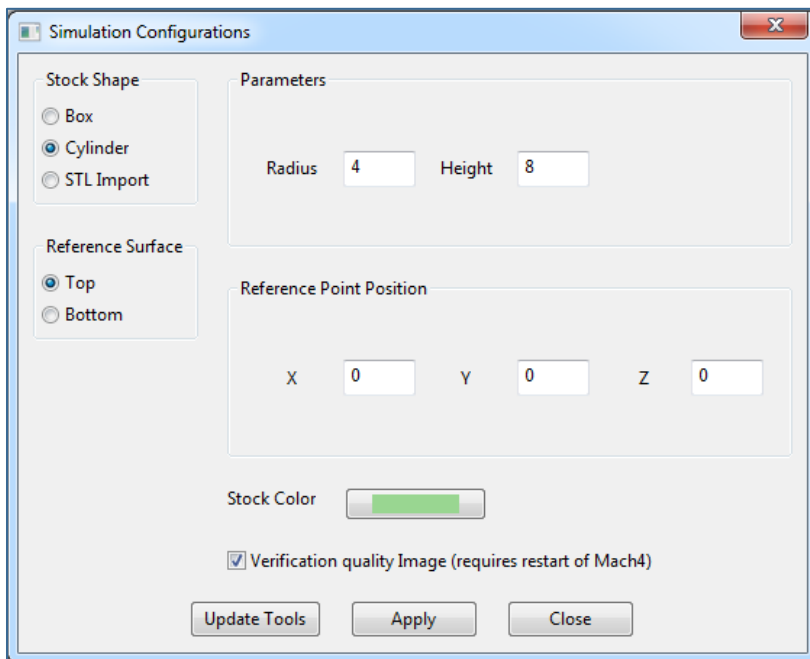 Simulation Configurations
Stock Shape
Box
Cylinder
STL Import
Parameters
Radius 4 Height 8
Reference Surface
Top
Bottom
Reference Point Position
X 0 Y 0 Z 0
Stock Color
Verification quality Image (requires restart of Mach4)
Update Tools Apply Close